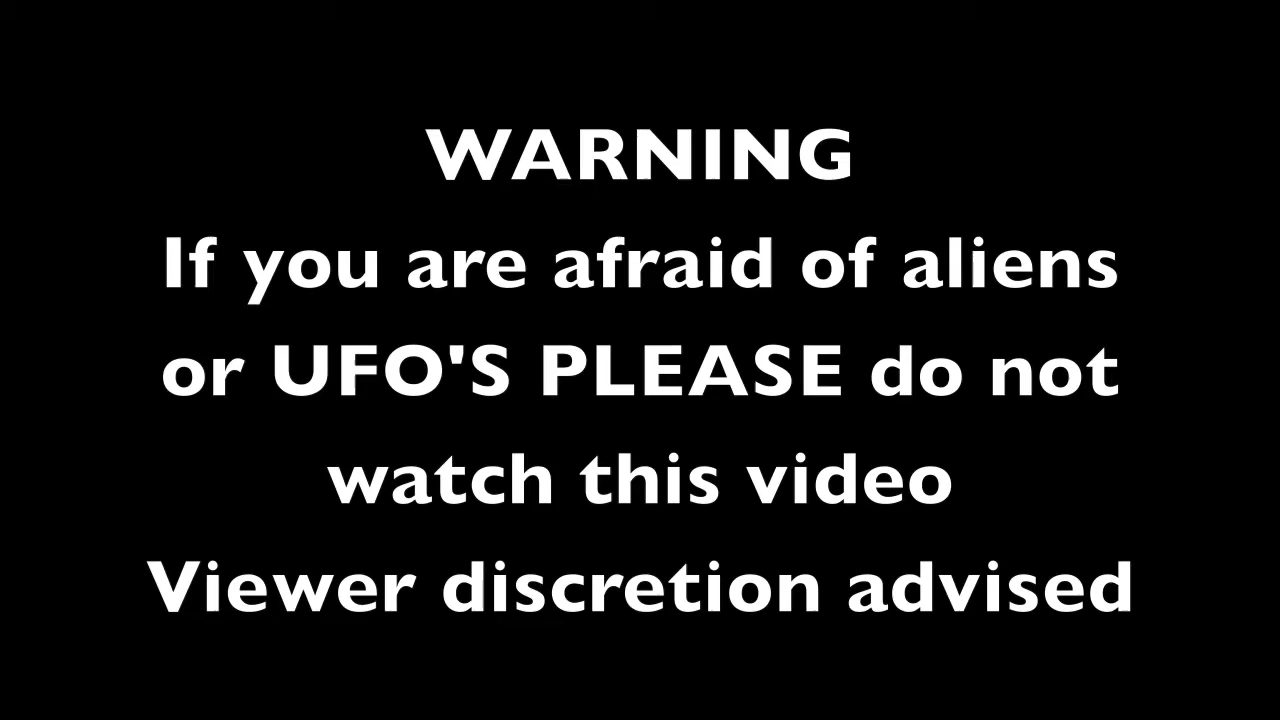 WARNING
If you are afraid of aliens
or UFO'S PLEASE do not
watch this video
Viewer discretion advised